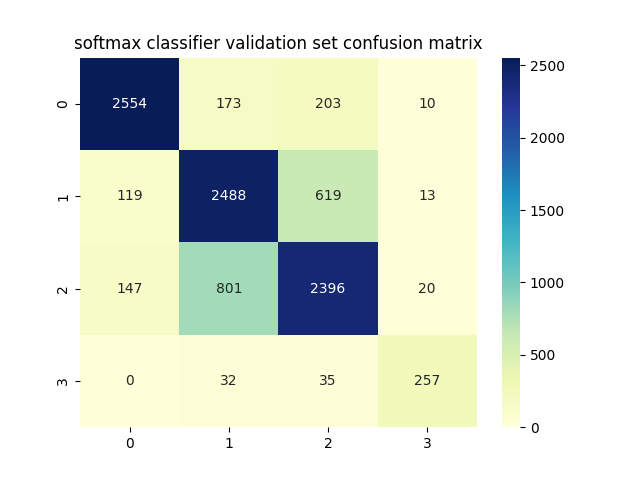 softmax classifier validation set confusion matrix
0 2554 173 203 10
1 119 2488 619 13
2 147 801 2396 20
3 0 32 35 257
0 1 2 3
2500
2000
1500
1000
500
0